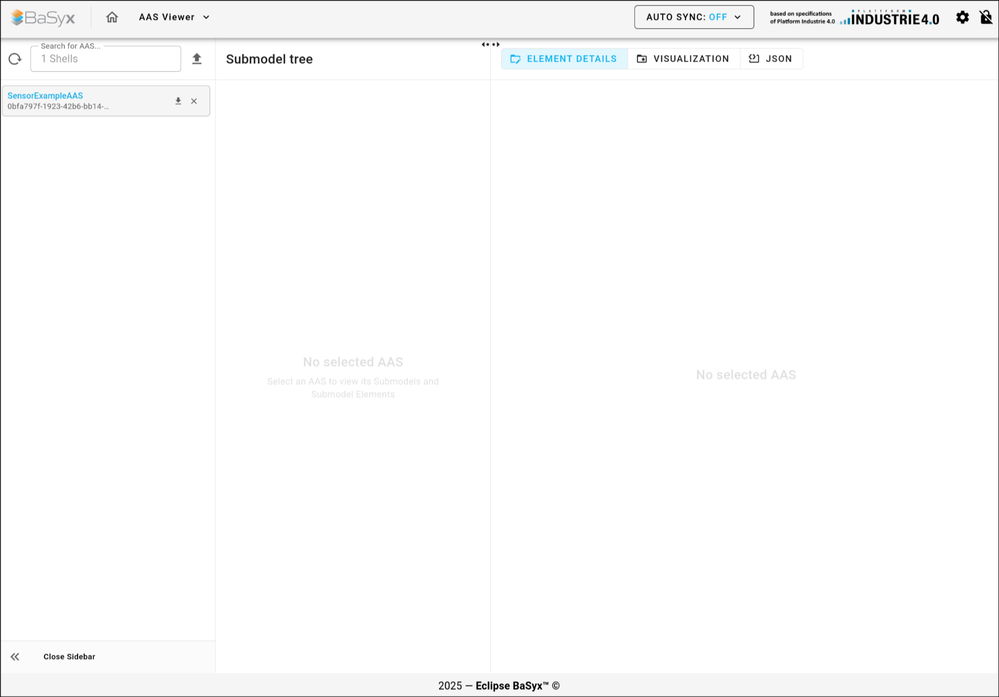 BaSyx
AAS Viewer
AUTO SYNC: OFF
based on specifications
of Platform Industrie 4.0
PLATTFORM
INDUSTRIE4.0
Search for AAS...
1 Shells
Submodel tree
ELEMENT DETAILS
VISUALIZATION
JSON
SensorExampleAAS
0bfa797f-1923-42b6-bb14-...
No selected AAS
Select an AAS to view its Submodels and
Submodel Elements
No selected AAS
Close Sidebar
2025 — Eclipse BaSyx™ ©